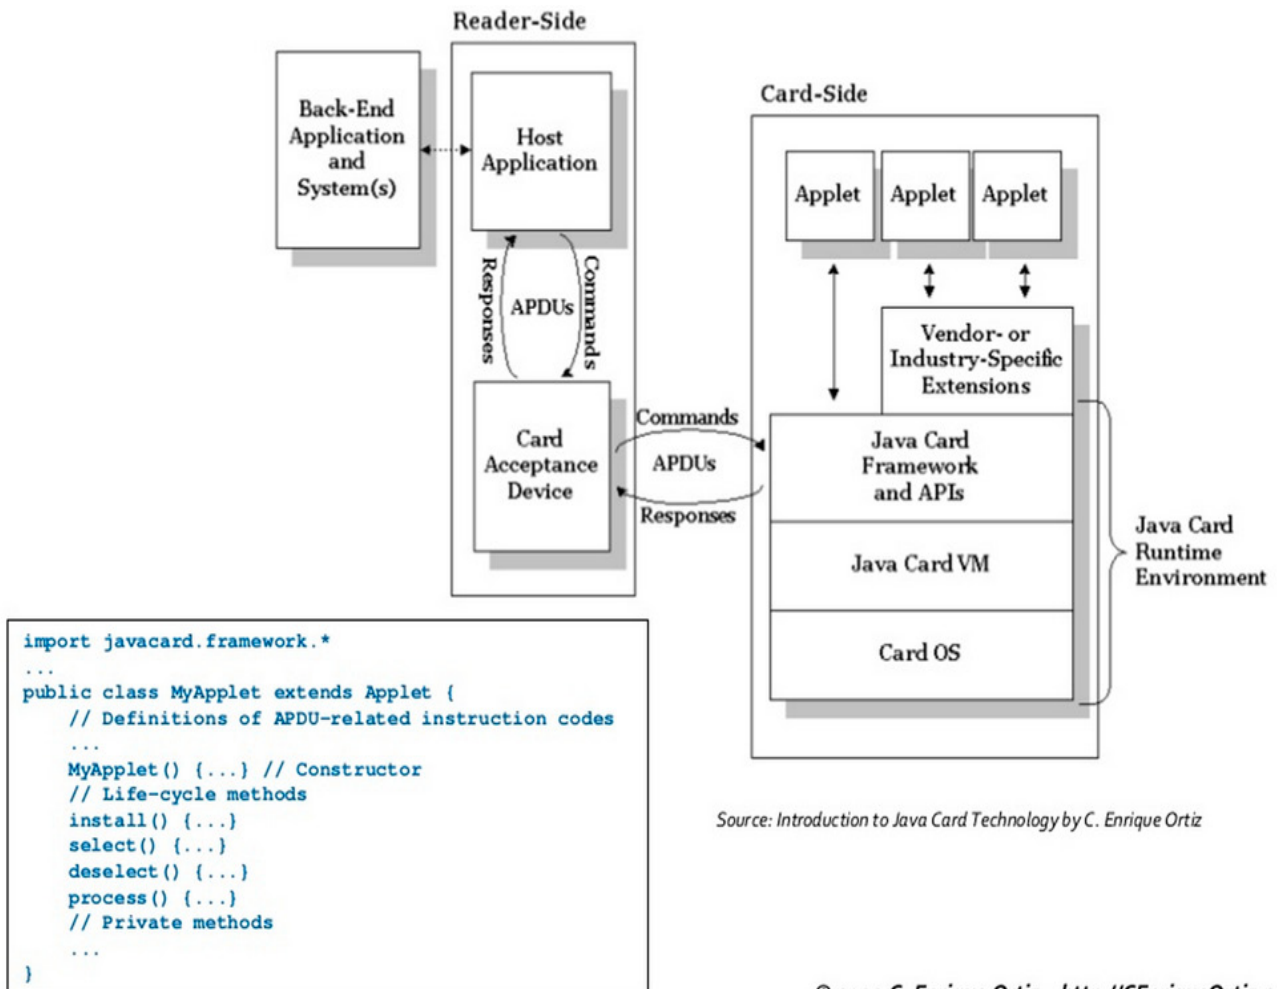 Reader-Side
Back-End
Application
and
System(s)
Host
Application
Responses
APDUs
Commands
Card
Acceptance
Device
Commands
APDUs
Responses
Card-Side
Applet
Applet
Applet
Vendor- or
Industry-Specific
Extensions
Java Card
Framework
and APIs
Java Card VM
Card OS
Java Card
Runtime
Environment
import javacard.framework.*
...
public class MyApplet extends Applet {
// Definitions of APDU-related instruction codes
...
MyApplet() {...} // Constructor
// Life-cycle methods
install() {...}
select() {...}
deselect() {...}
process() {...}
// Private methods
...
}
Source: Introduction to Java Card Technology by C. Enrique Ortiz